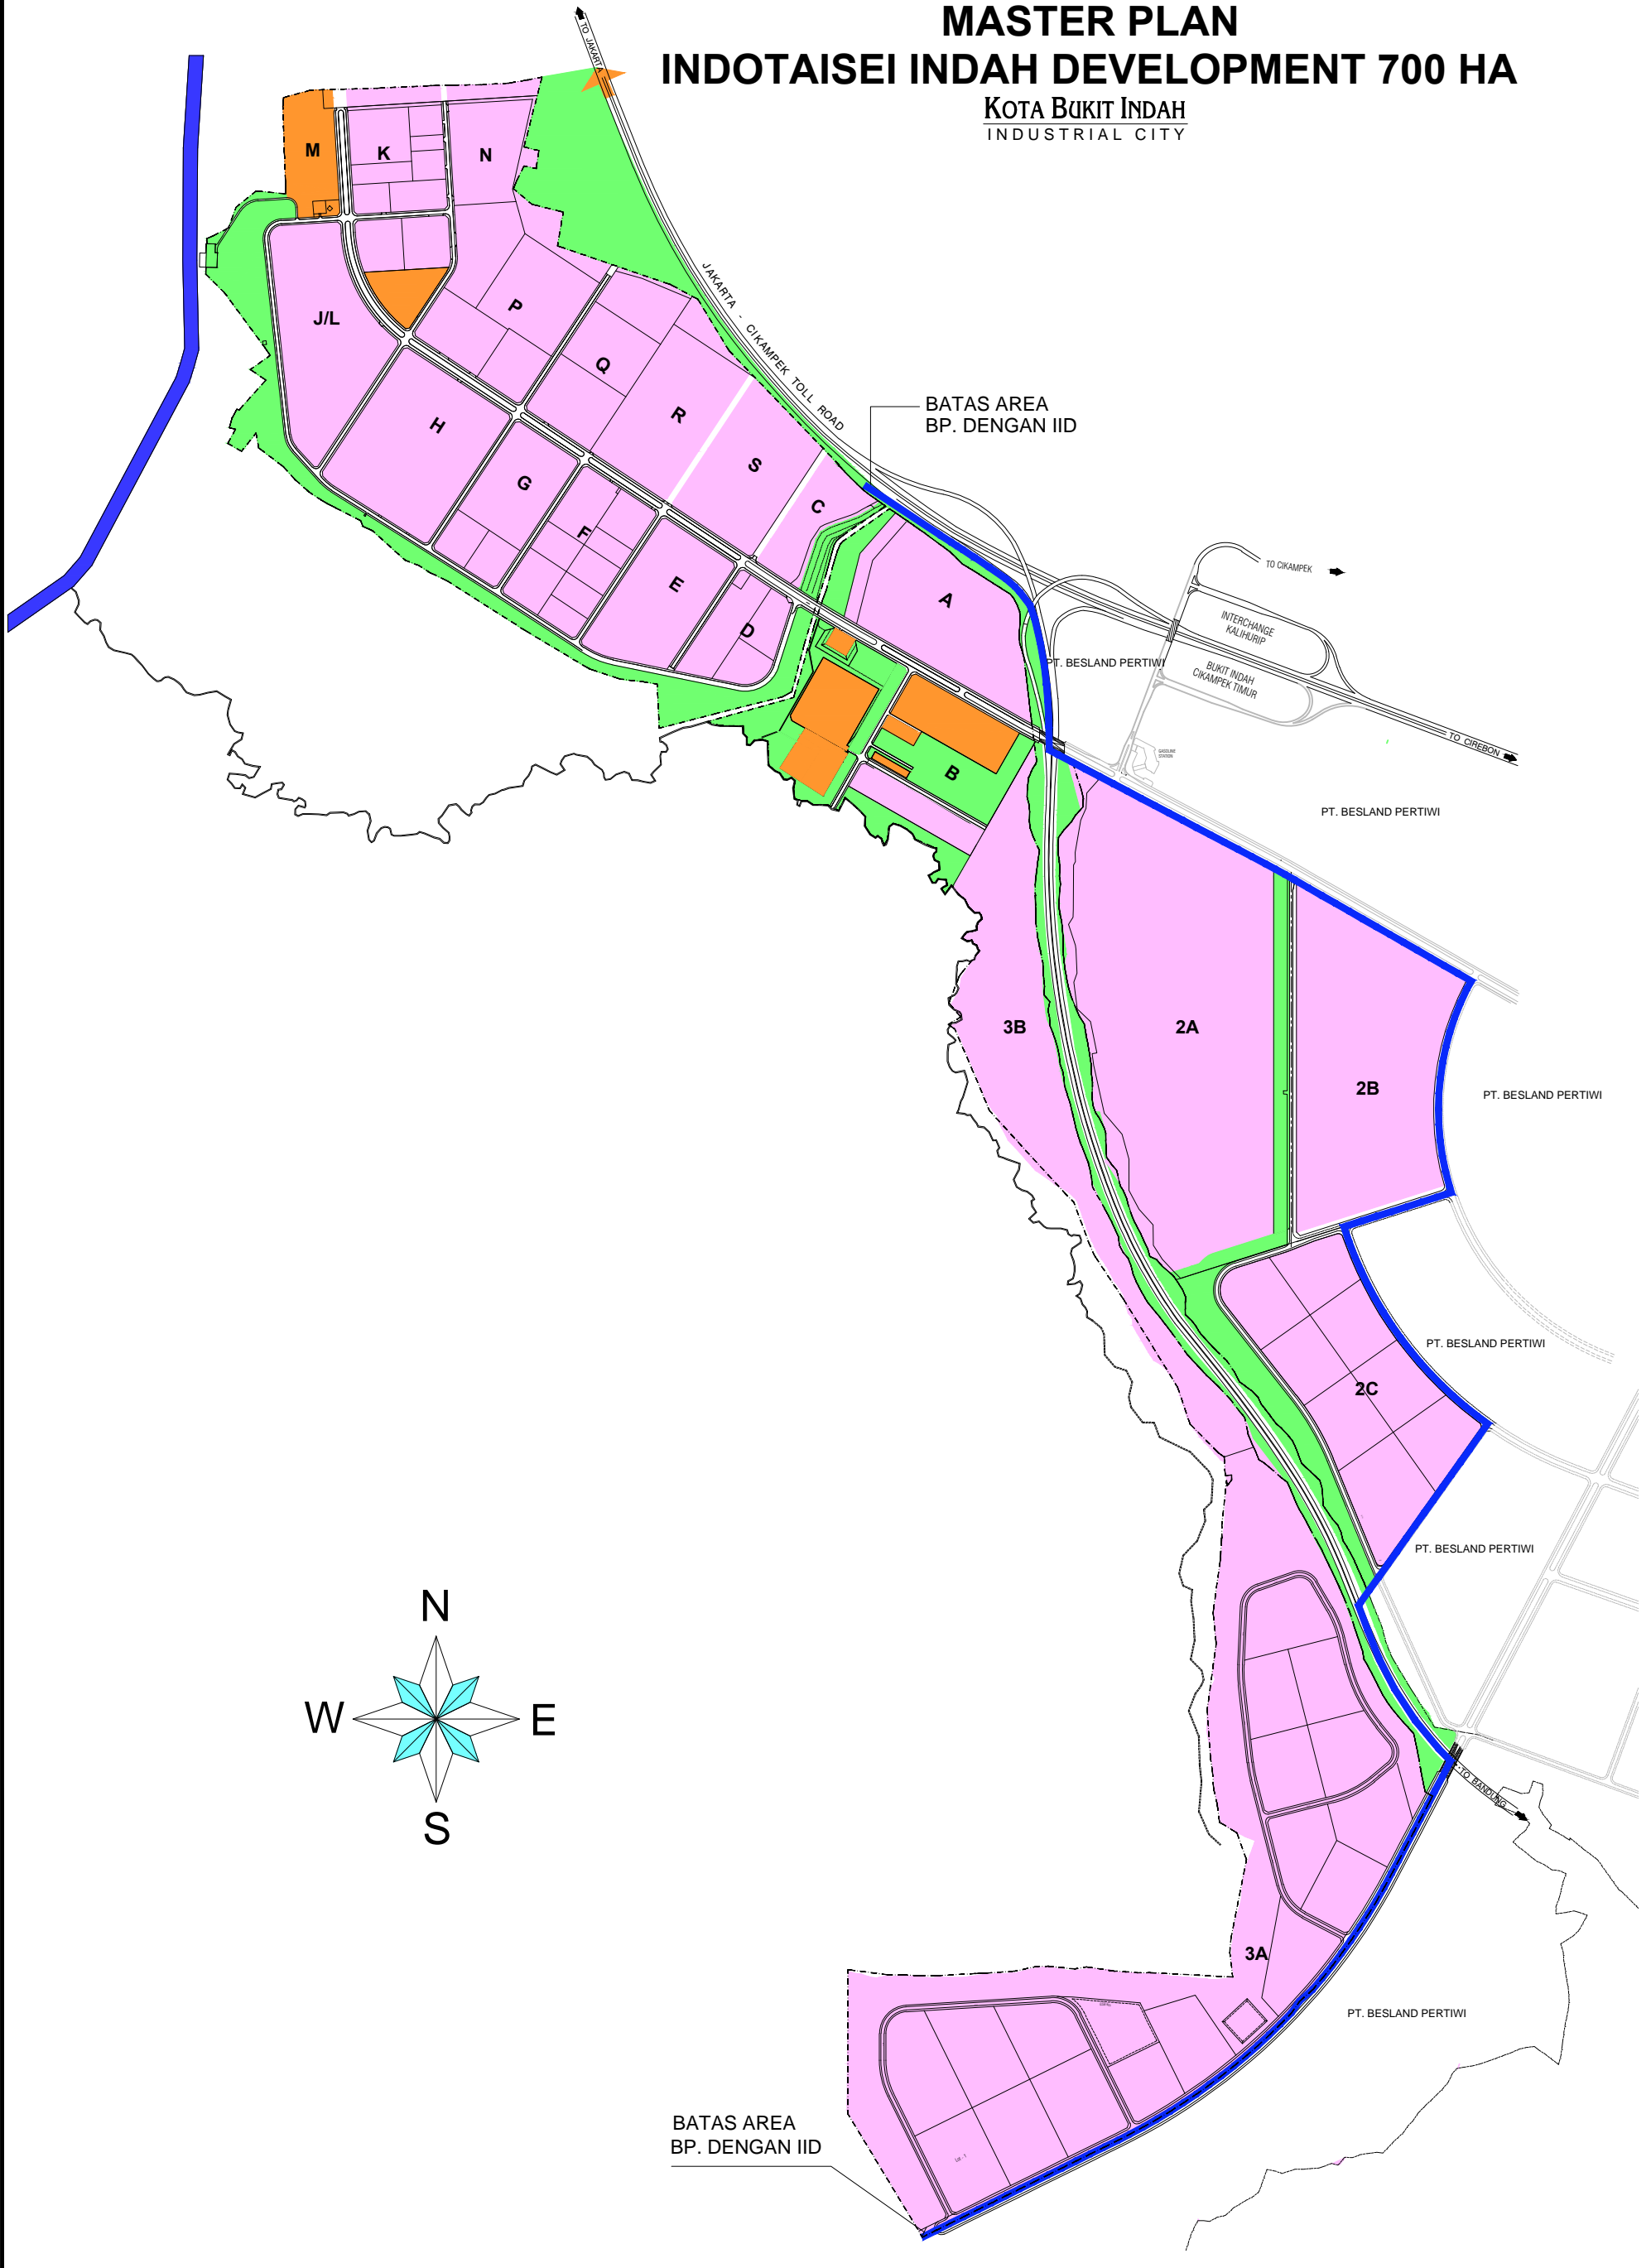 MASTER PLAN
INDOTAISEI INDAH DEVELOPMENT 700 HA
KOTA BUKIT INDAH
INDUSTRIAL CITY
TO JAKARTA
M
K
N
J/L
P
Q
H
R
G
S
F
C
E
D
A
B
JAKARTA - CIKAMPEK TOLL ROAD
BATAS AREA
BP. DENGAN IID
TO CIKAMPEK
INTERCHANGE
KALIHURIP
BUKIT INDAH
CIKAMPEK TIMUR
PT. BESLAND PERTIWI
GASOLINE
STATION
TO CIREBON
PT. BESLAND PERTIWI
3B
2A
2B
PT. BESLAND PERTIWI
PT. BESLAND PERTIWI
2C
PT. BESLAND PERTIWI
N
W
E
S
TO BANDUNG
3A
PT. BESLAND PERTIWI
BATAS AREA
BP. DENGAN IID